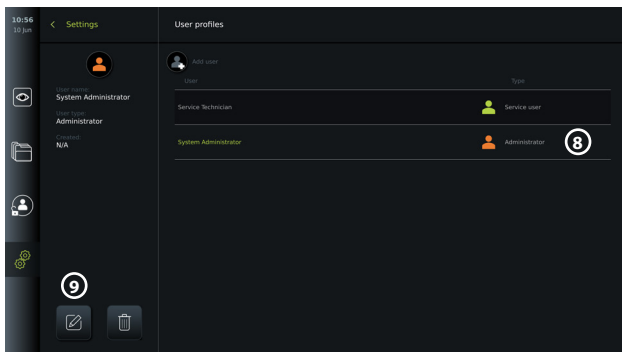 10:56
10 Jun
Settings
User profiles
Add user
User
Type
User name:
System Administrator
User type:
Administrator
Created:
N/A
Service Technician
Service user
System Administrator
Administrator
8
9